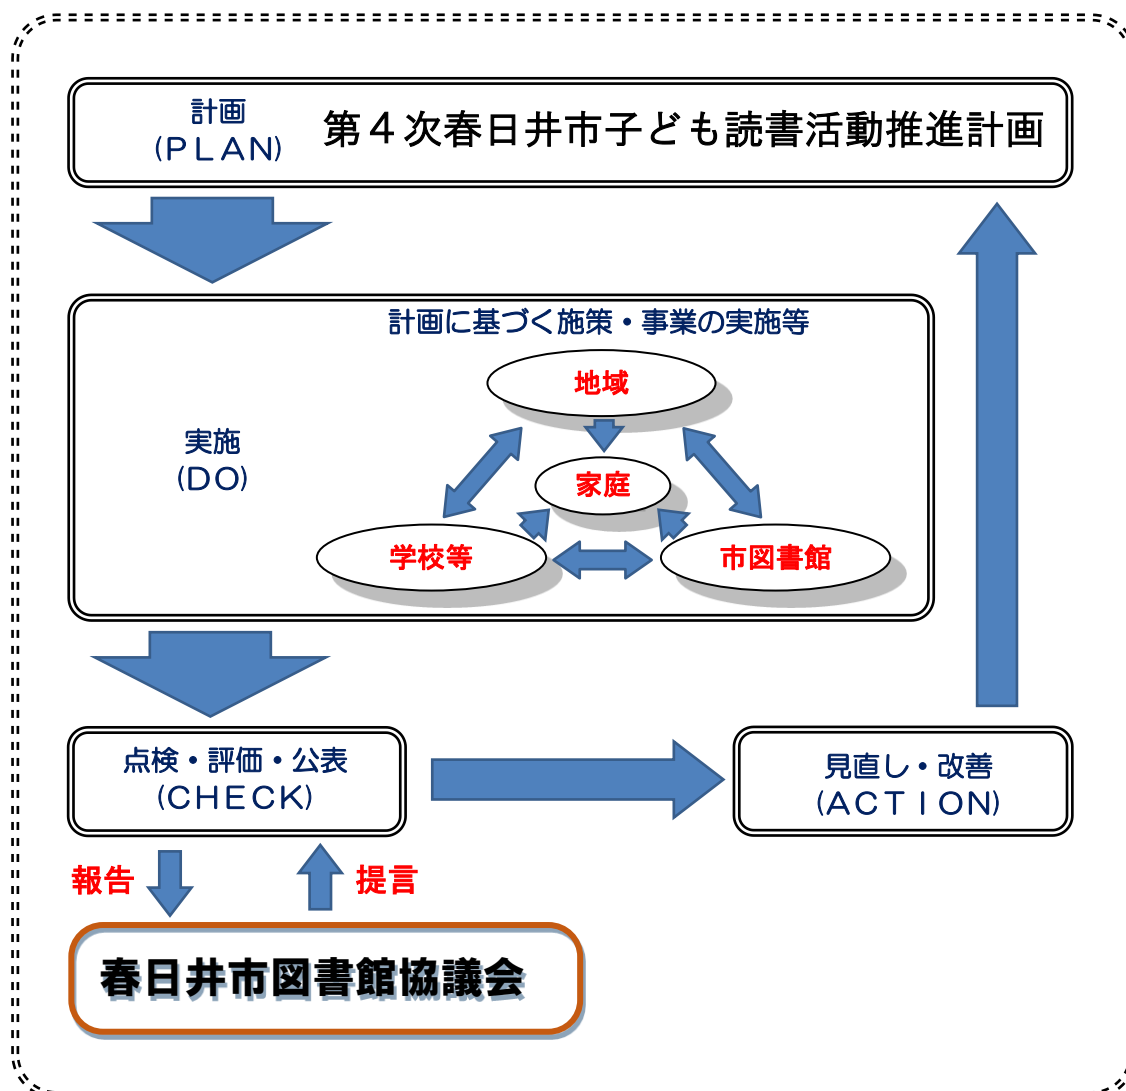 計画
(ＰＬＡＮ)
第４次春日井市子ども読書活動推進計画
計画に基づく施策・事業の実施等
地域
実施
(ＤＯ)
家庭
学校等
市図書館
点検・評価・公表
(ＣＨＥＣＫ)
見直し・改善
(ＡＣＴＩＯＮ)
報告
提言
春日井市図書館協議会